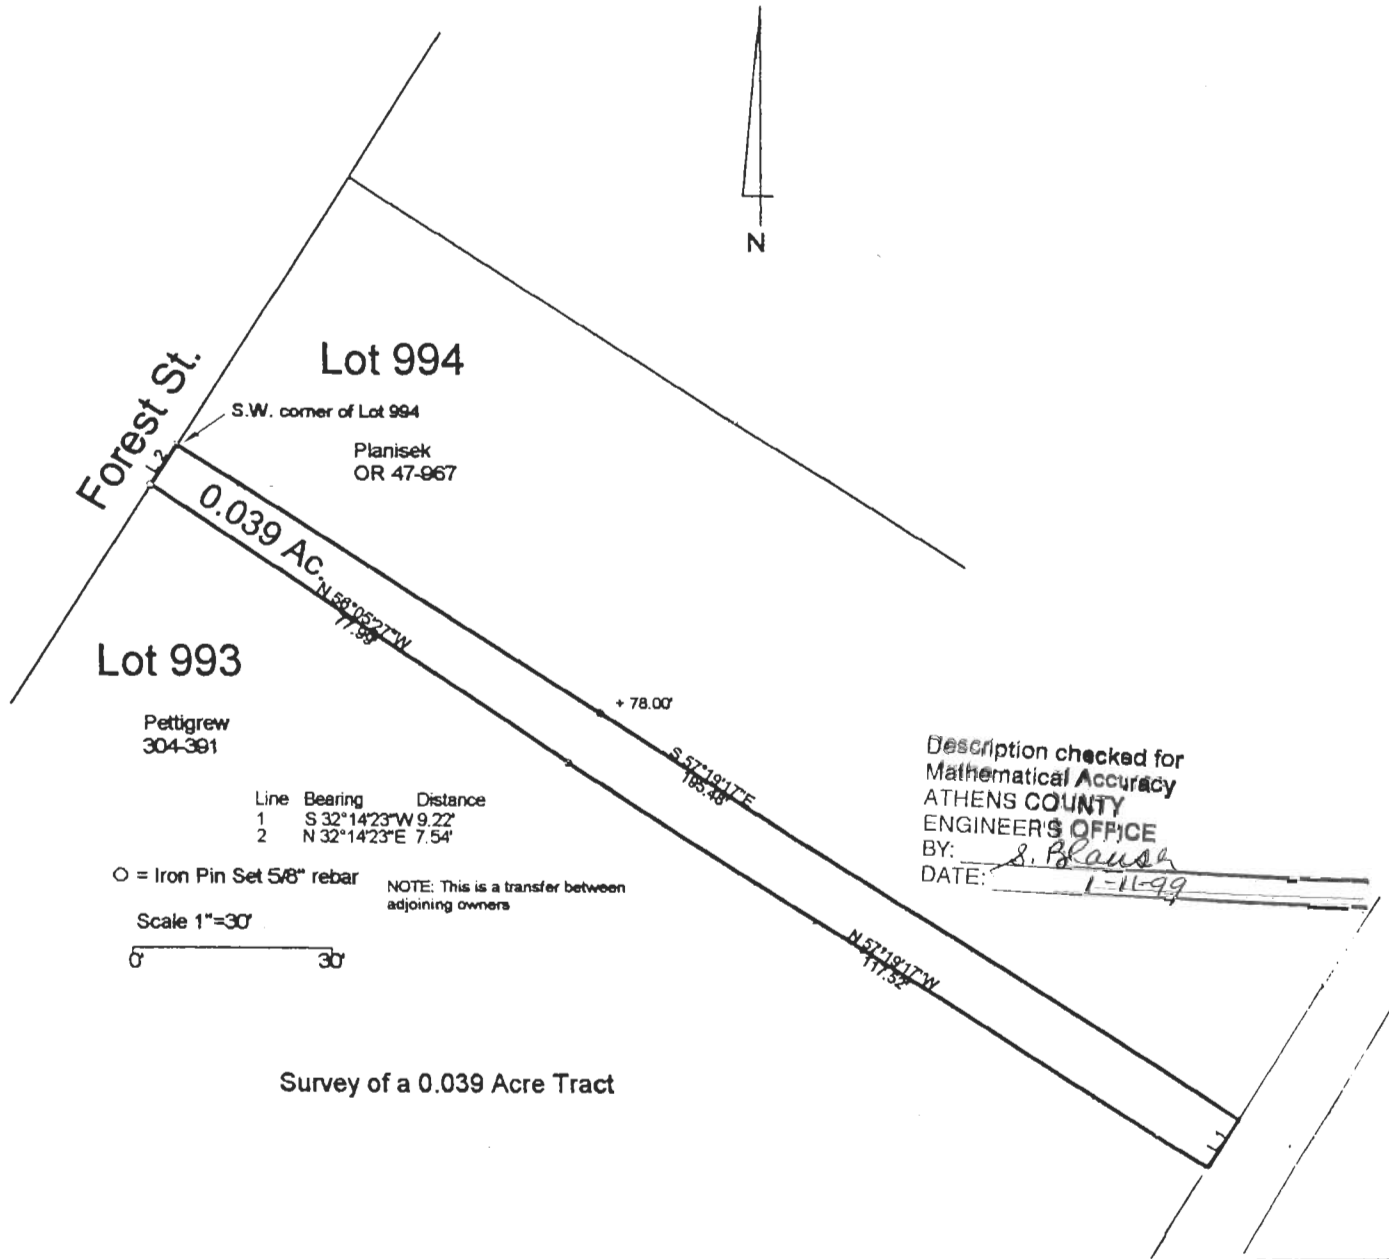 N
Forest St.
Lot 994
S.W. corner of Lot 994
Planisek
OR 47-967
L 2
0.039 Ac.
N 56°05'27"W
77.99'
Lot 993
Pettigrew
304-391
+ 78.00'
S 57°19'17"E
195.48'
Line Bearing Distance
1 S 32°14'23"W 9.22'
2 N 32°14'23"E 7.54'
O = Iron Pin Set 5/8" rebar
NOTE: This is a transfer between
adjoining owners
Scale 1"=30'
0' 30'
Description checked for
Mathematical Accuracy
ATHENS COUNTY
ENGINEER'S OFFICE
BY: S.
DATE: 1-11-99
N 57°19'17"W
117.52'
L 1
Survey of a 0.039 Acre Tract